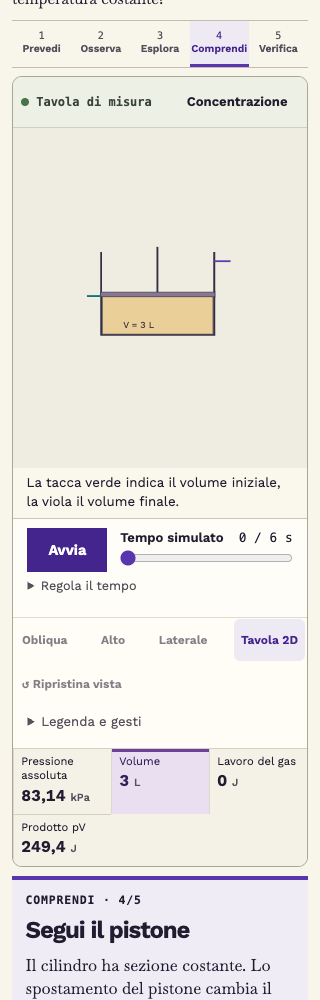 temperatura costante?
1
Prevedi
2
Osserva
3
Esplora
4
Comprendi
5
Verifica
Tavola di misura
Concentrazione
V = 3 L
La tacca verde indica il volume iniziale,
la viola il volume finale.
Avvia
Tempo simulato 0 / 6 s
▶ Regola il tempo
Obliqua
Alto
Laterale
Tavola 2D
↺ Ripristina vista
▶ Legenda e gesti
Pressione
assoluta
83,14 kPa
Volume
3 L
Lavoro del gas
0 J
Prodotto pV
249,4 J
COMPRENDI · 4/5
Segui il pistone
Il cilindro ha sezione costante. Lo
spostamento del pistone cambia il